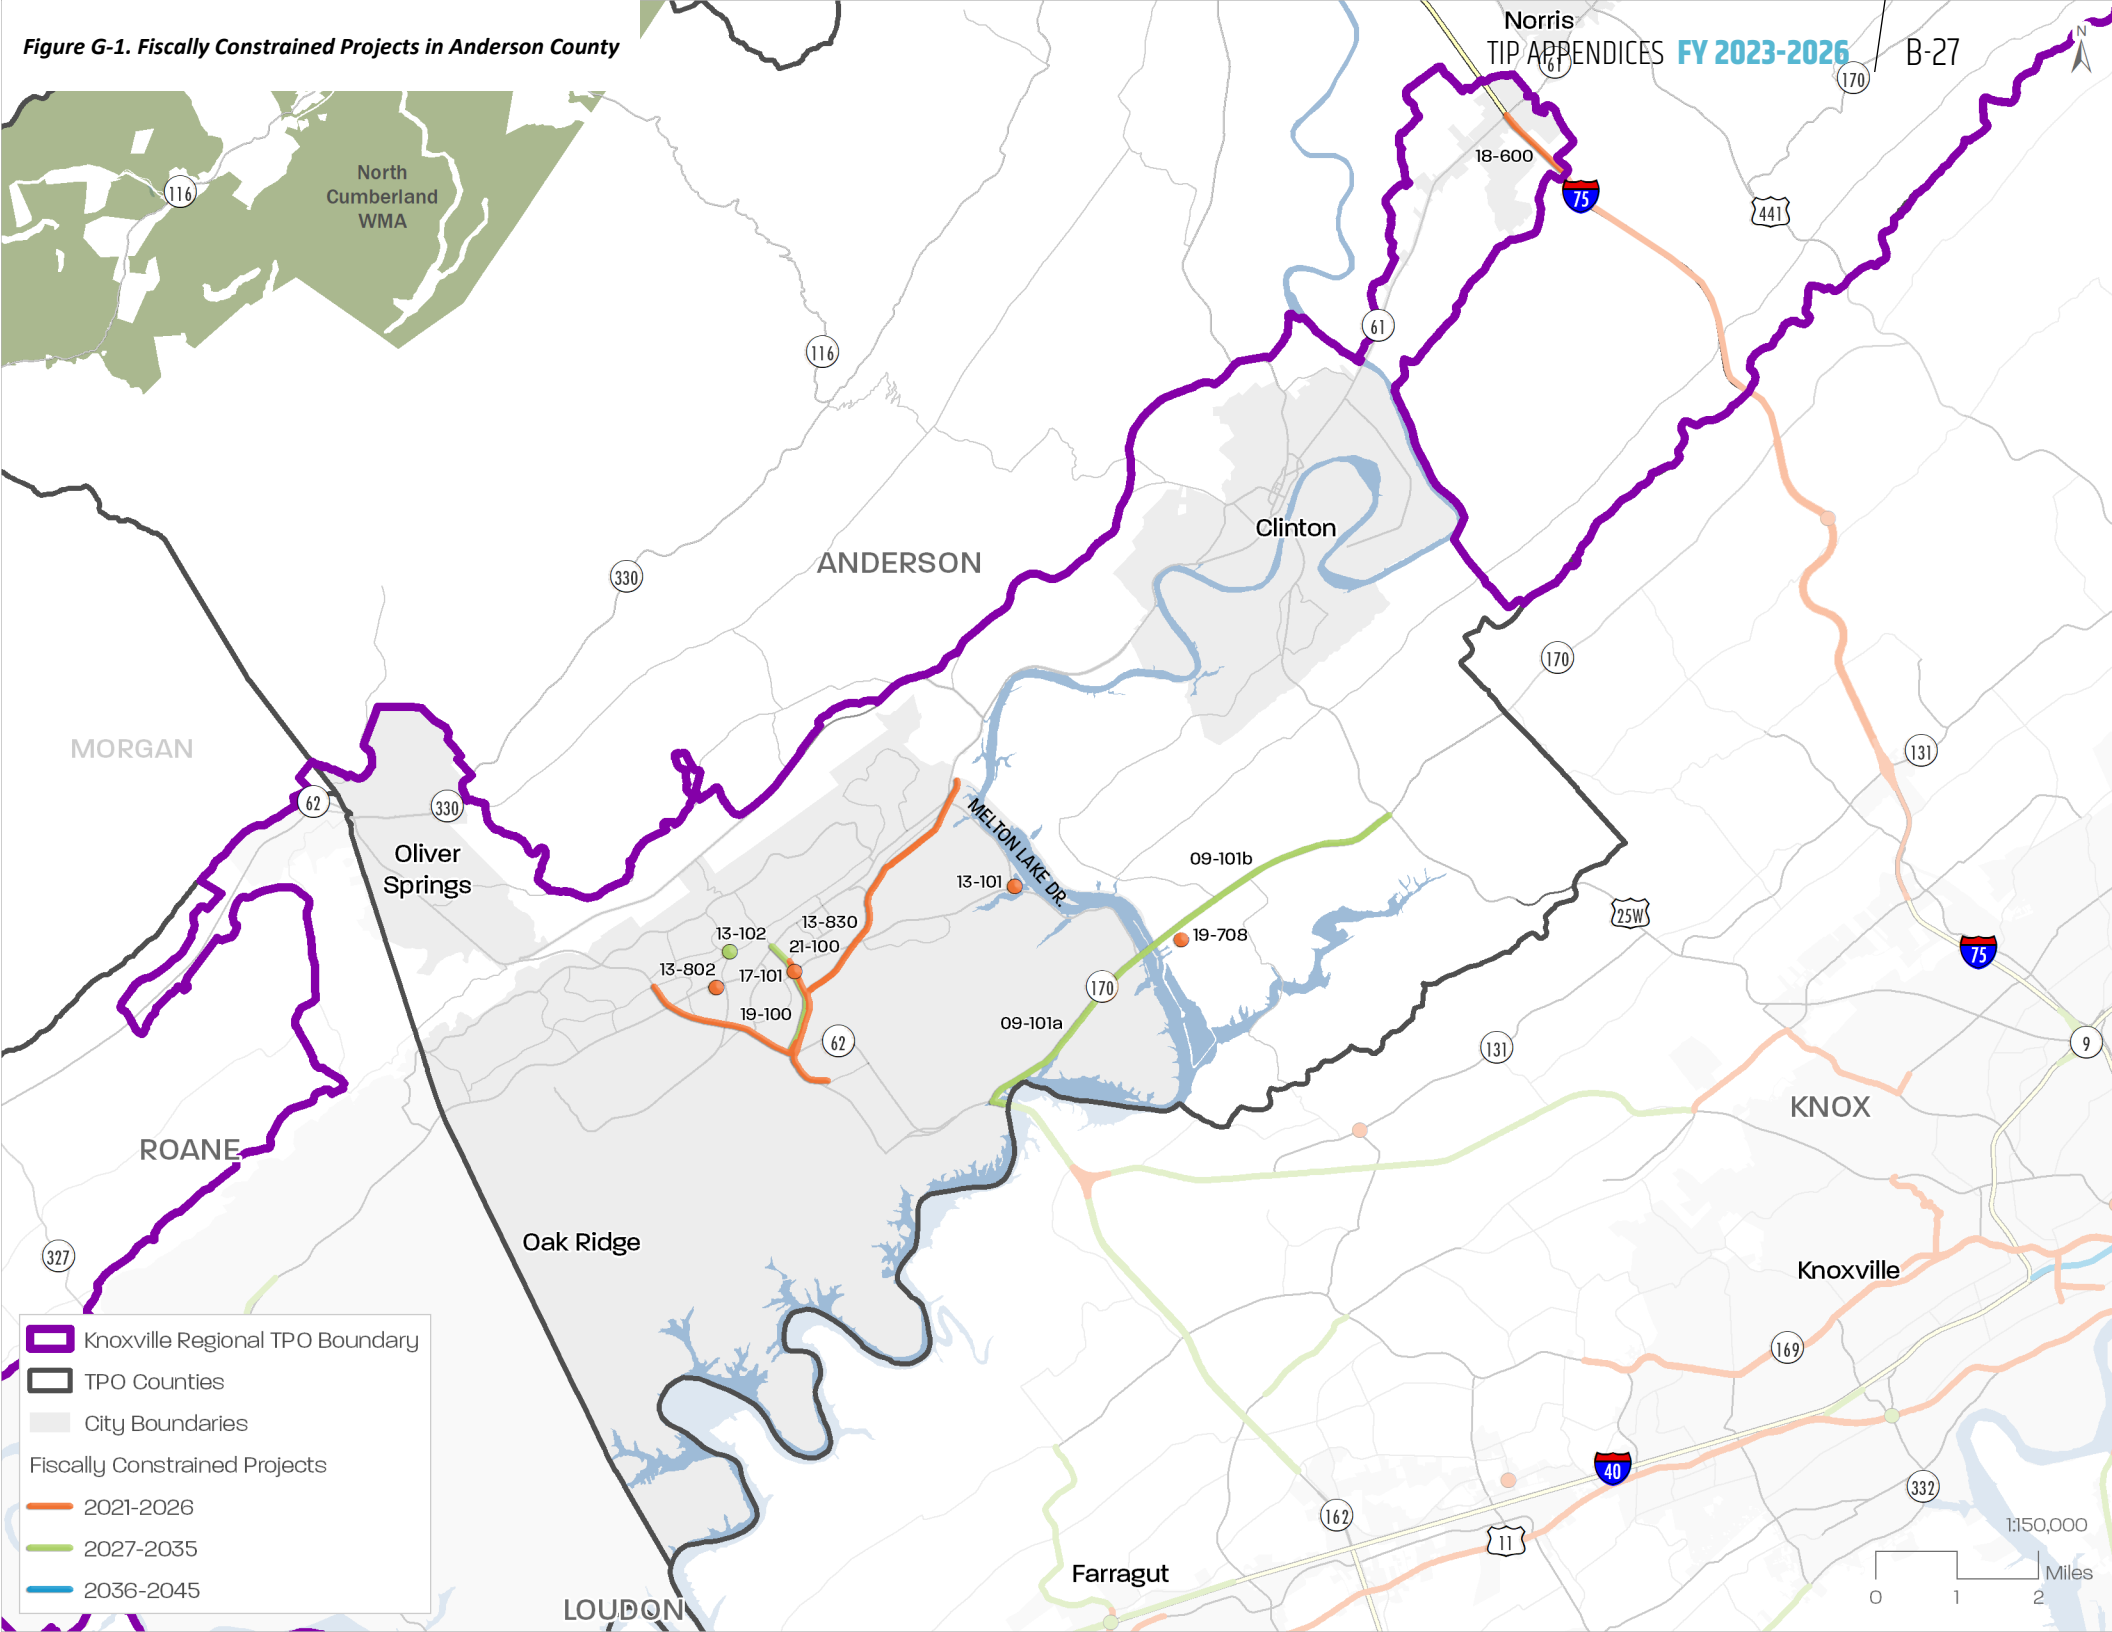 Figure G-1. Fiscally Constrained Projects in Anderson County
Norris
TIP APPENDICES FY 2023-2026 B-27
N
61
170
18-600
75
441
North
Cumberland
WMA
116
61
116
Clinton
ANDERSON
330
170
MORGAN
131
62
330
MELTON LAKE DR.
Oliver
Springs
09-101b
13-101
25W
13-830
13-102
21-100
19-708
13-802
17-101
75
170
19-100
09-101a
62
131
9
KNOX
ROANE
Oak Ridge
327
Knoxville
169
40
332
162
11
Farragut
LOUDON
Knoxville Regional TPO Boundary
TPO Counties
City Boundaries
Fiscally Constrained Projects
2021-2026
2027-2035
2036-2045
1:150,000
Miles
0 1 2